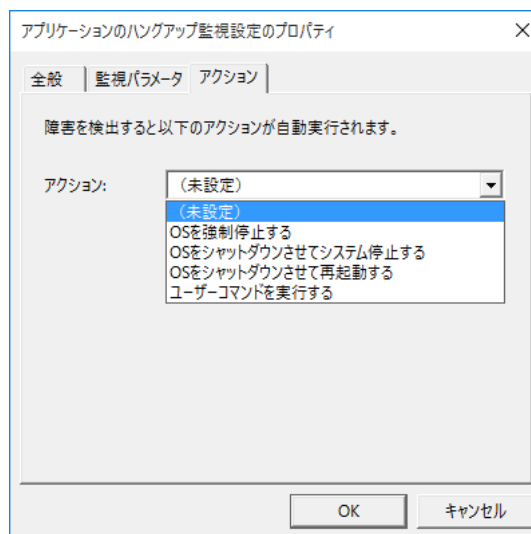 アプリケーションのハングアップ監視設定のプロパティ
全般 監視パラメータ アクション
障害を検出すると以下のアクションが自動実行されます。
アクション: （未設定）
（未設定）
OSを強制停止する
OSをシャットダウンさせてシステム停止する
OSをシャットダウンさせて再起動する
ユーザーコマンドを実行する
OK キャンセル